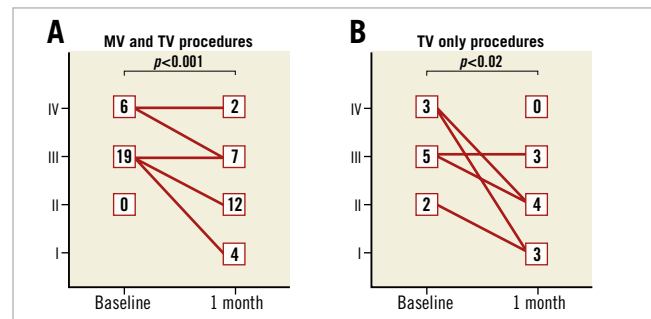 A
MV and TV procedures
p<0.001
IV
6
2
III
19
7
II
0
12
I
4
Baseline
1 month
B
TV only procedures
p<0.02
IV
3
0
III
5
3
II
2
4
I
3
Baseline
1 month